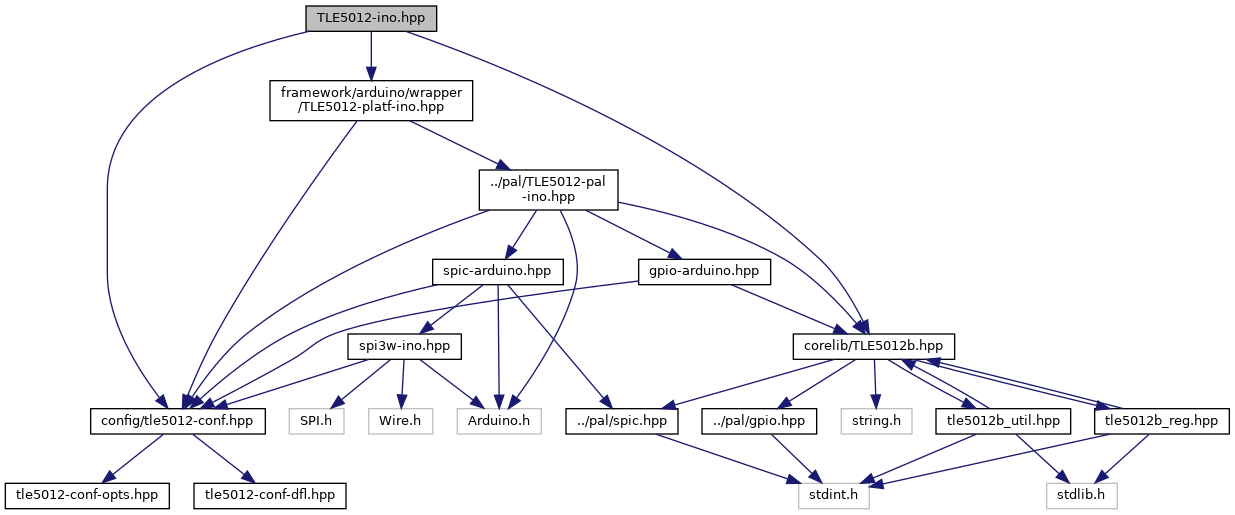 TLE5012-ino.hpp
framework/arduino/wrapper
/TLE5012-platf-ino.hpp
../pal/TLE5012-pal
-ino.hpp
spic-arduino.hpp
gpio-arduino.hpp
spi3w-ino.hpp
corelib/TLE5012b.hpp
config/tle5012-conf.hpp
SPI.h
Wire.h
Arduino.h
../pal/spic.hpp
../pal/gpio.hpp
string.h
tle5012b_util.hpp
tle5012b_reg.hpp
tle5012-conf-opts.hpp
tle5012-conf-dfl.hpp
stdint.h
stdlib.h